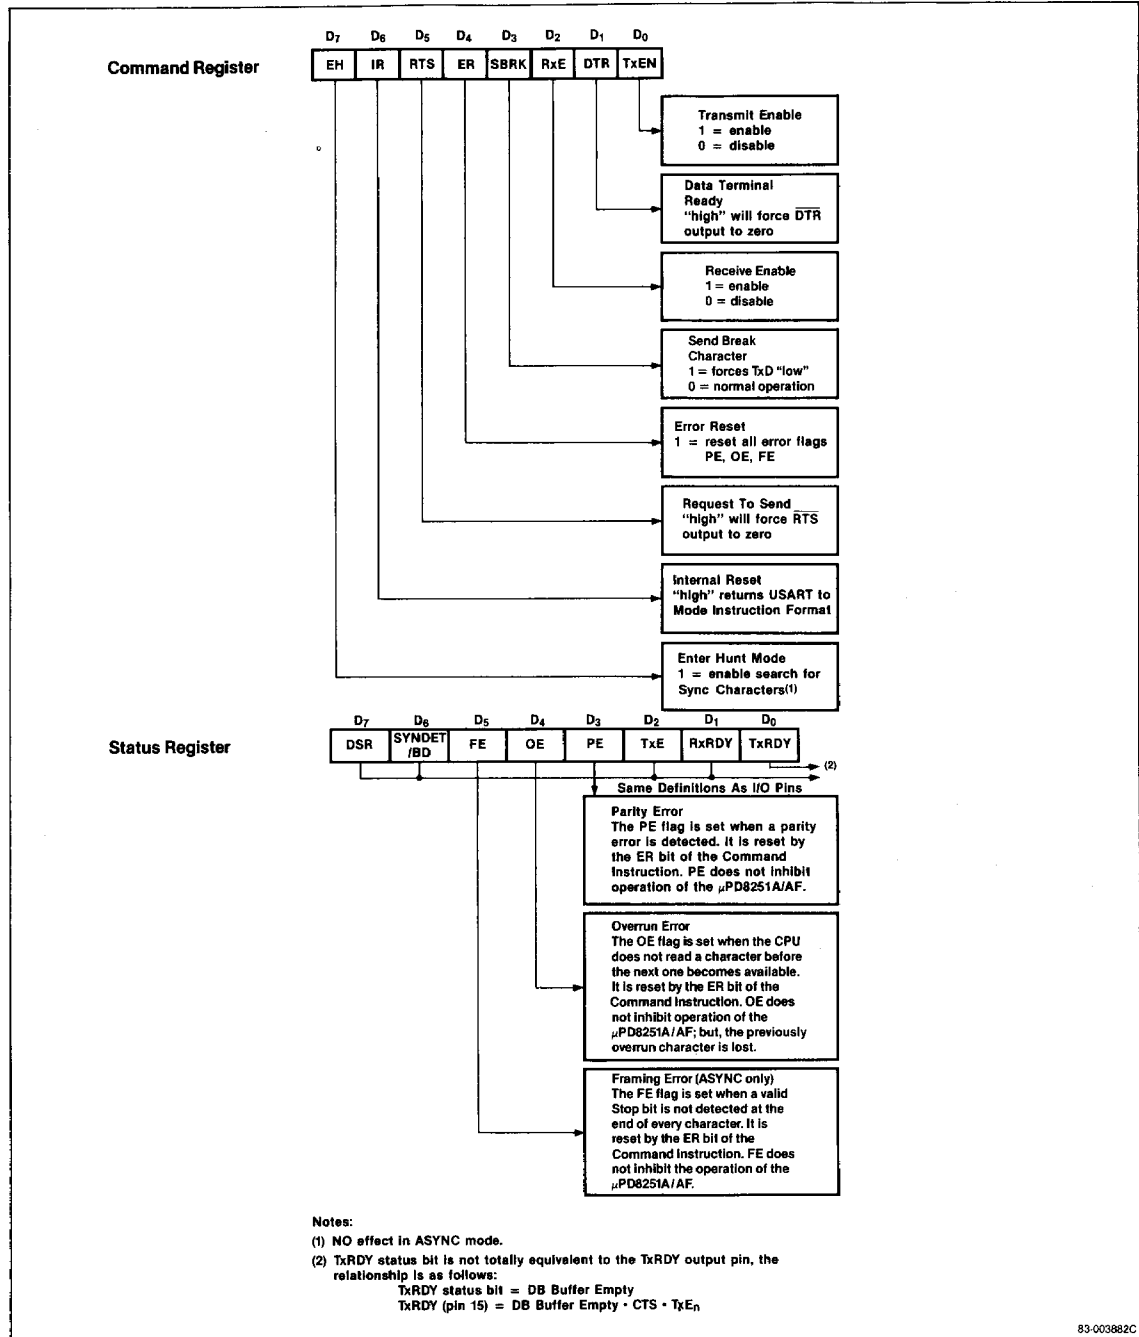 D7 D6 D5 D4 D3 D2 D1 D0
Command Register
EH IR RTS ER SBRK RxE DTR TxEN
Transmit Enable
1 = enable
0 = disable
Data Terminal
Ready
"high" will force DTR
output to zero
Receive Enable
1 = enable
0 = disable
Send Break
Character
1 = forces TxD "low"
0 = normal operation
Error Reset
1 = reset all error flags
PE, OE, FE
Request To Send
"high" will force RTS
output to zero
Internal Reset
"high" returns USART to
Mode Instruction Format
Enter Hunt Mode
1 = enable search for
Sync Characters(1)
D7 D6 D5 D4 D3 D2 D1 D0
Status Register
DSR SYNDET/BD FE OE PE TxE RxRDY TxRDY
(2)
Same Definitions As I/O Pins
Parity Error
The PE flag is set when a parity
error is detected. It is reset by
the ER bit of the Command
Instruction. PE does not inhibit
operation of the μPD8251A/AF.
Overrun Error
The OE flag is set when the CPU
does not read a character before
the next one becomes available.
It is reset by the ER bit of the
Command Instruction. OE does
not inhibit operation of the
μPD8251A/AF; but, the previously
overrun character is lost.
Framing Error (ASYNC only)
The FE flag is set when a valid
Stop bit is not detected at the
end of every character. It is
reset by the ER bit of the
Command Instruction. FE does
not inhibit the operation of the
μPD8251A/AF.
Notes:
(1) NO effect in ASYNC mode.
(2) TxRDY status bit is not totally equivalent to the TxRDY output pin, the
relationship is as follows:
TxRDY status bit = DB Buffer Empty
TxRDY (pin 15) = DB Buffer Empty • CTS • TxEn
83-003882C